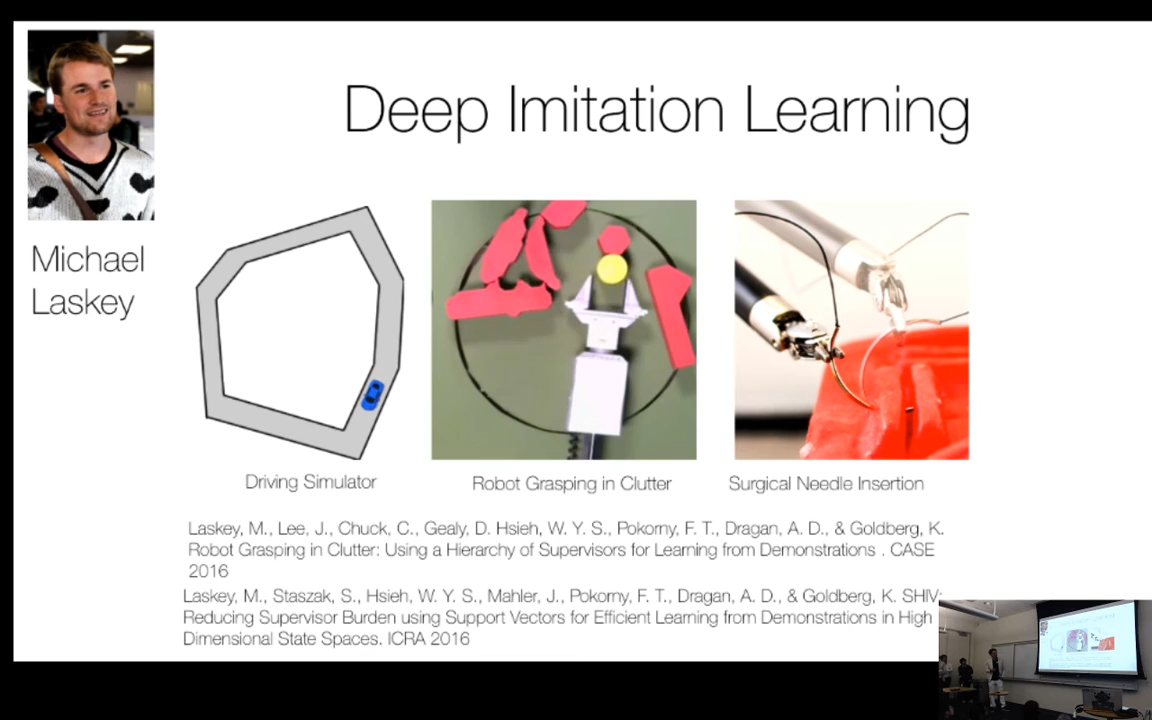 Deep Imitation Learning
Michael
Laskey
Driving Simulator
Robot Grasping in Clutter
Surgical Needle Insertion
Laskey, M., Lee, J., Chuck, C., Gealy, D. Hsieh, W. Y. S., Pokorny, F. T., Dragan, A. D., & Goldberg, K.
Robot Grasping in Clutter: Using a Hierarchy of Supervisors for Learning from Demonstrations . CASE
2016
Laskey, M., Staszak, S., Hsieh, W. Y. S., Mahler, J., Pokorny, F. T., Dragan, A. D., & Goldberg, K. SHIV:
Reducing Supervisor Burden using Support Vectors for Efficient Learning from Demonstrations in High
Dimensional State Spaces. ICRA 2016